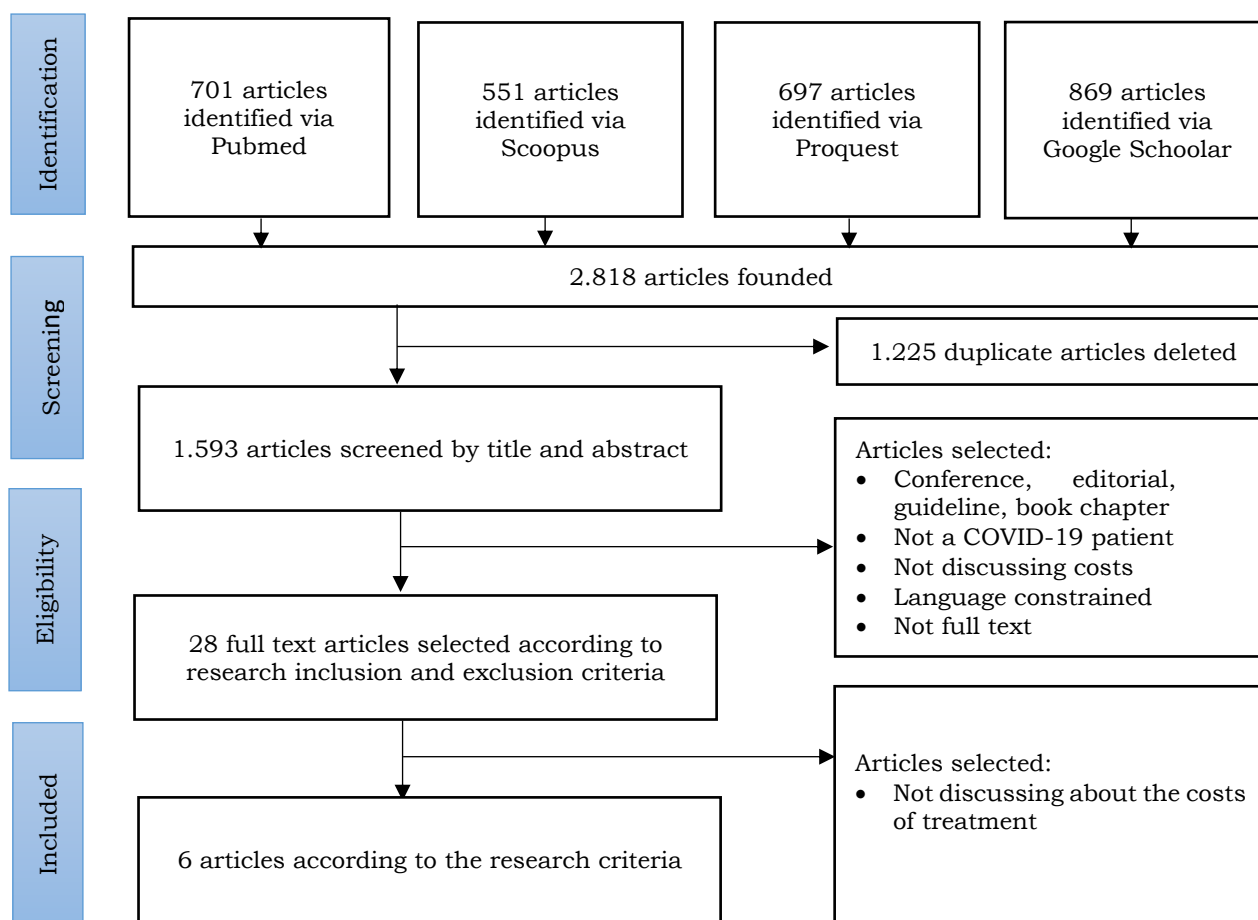 Identification
701 articles
identified via
Pubmed
551 articles
identified via
Scoopus
697 articles
identified via
Proquest
869 articles
identified via
Google Schoolar
Screening
2.818 articles founded
1.225 duplicate articles deleted
1.593 articles screened by title and abstract
Articles selected:
• Conference, editorial,
guideline, book chapter
• Not a COVID-19 patient
• Not discussing costs
• Language constrained
• Not full text
Eligibility
28 full text articles selected according to
research inclusion and exclusion criteria
Included
Articles selected:
• Not discussing about the costs
of treatment
6 articles according to the research criteria